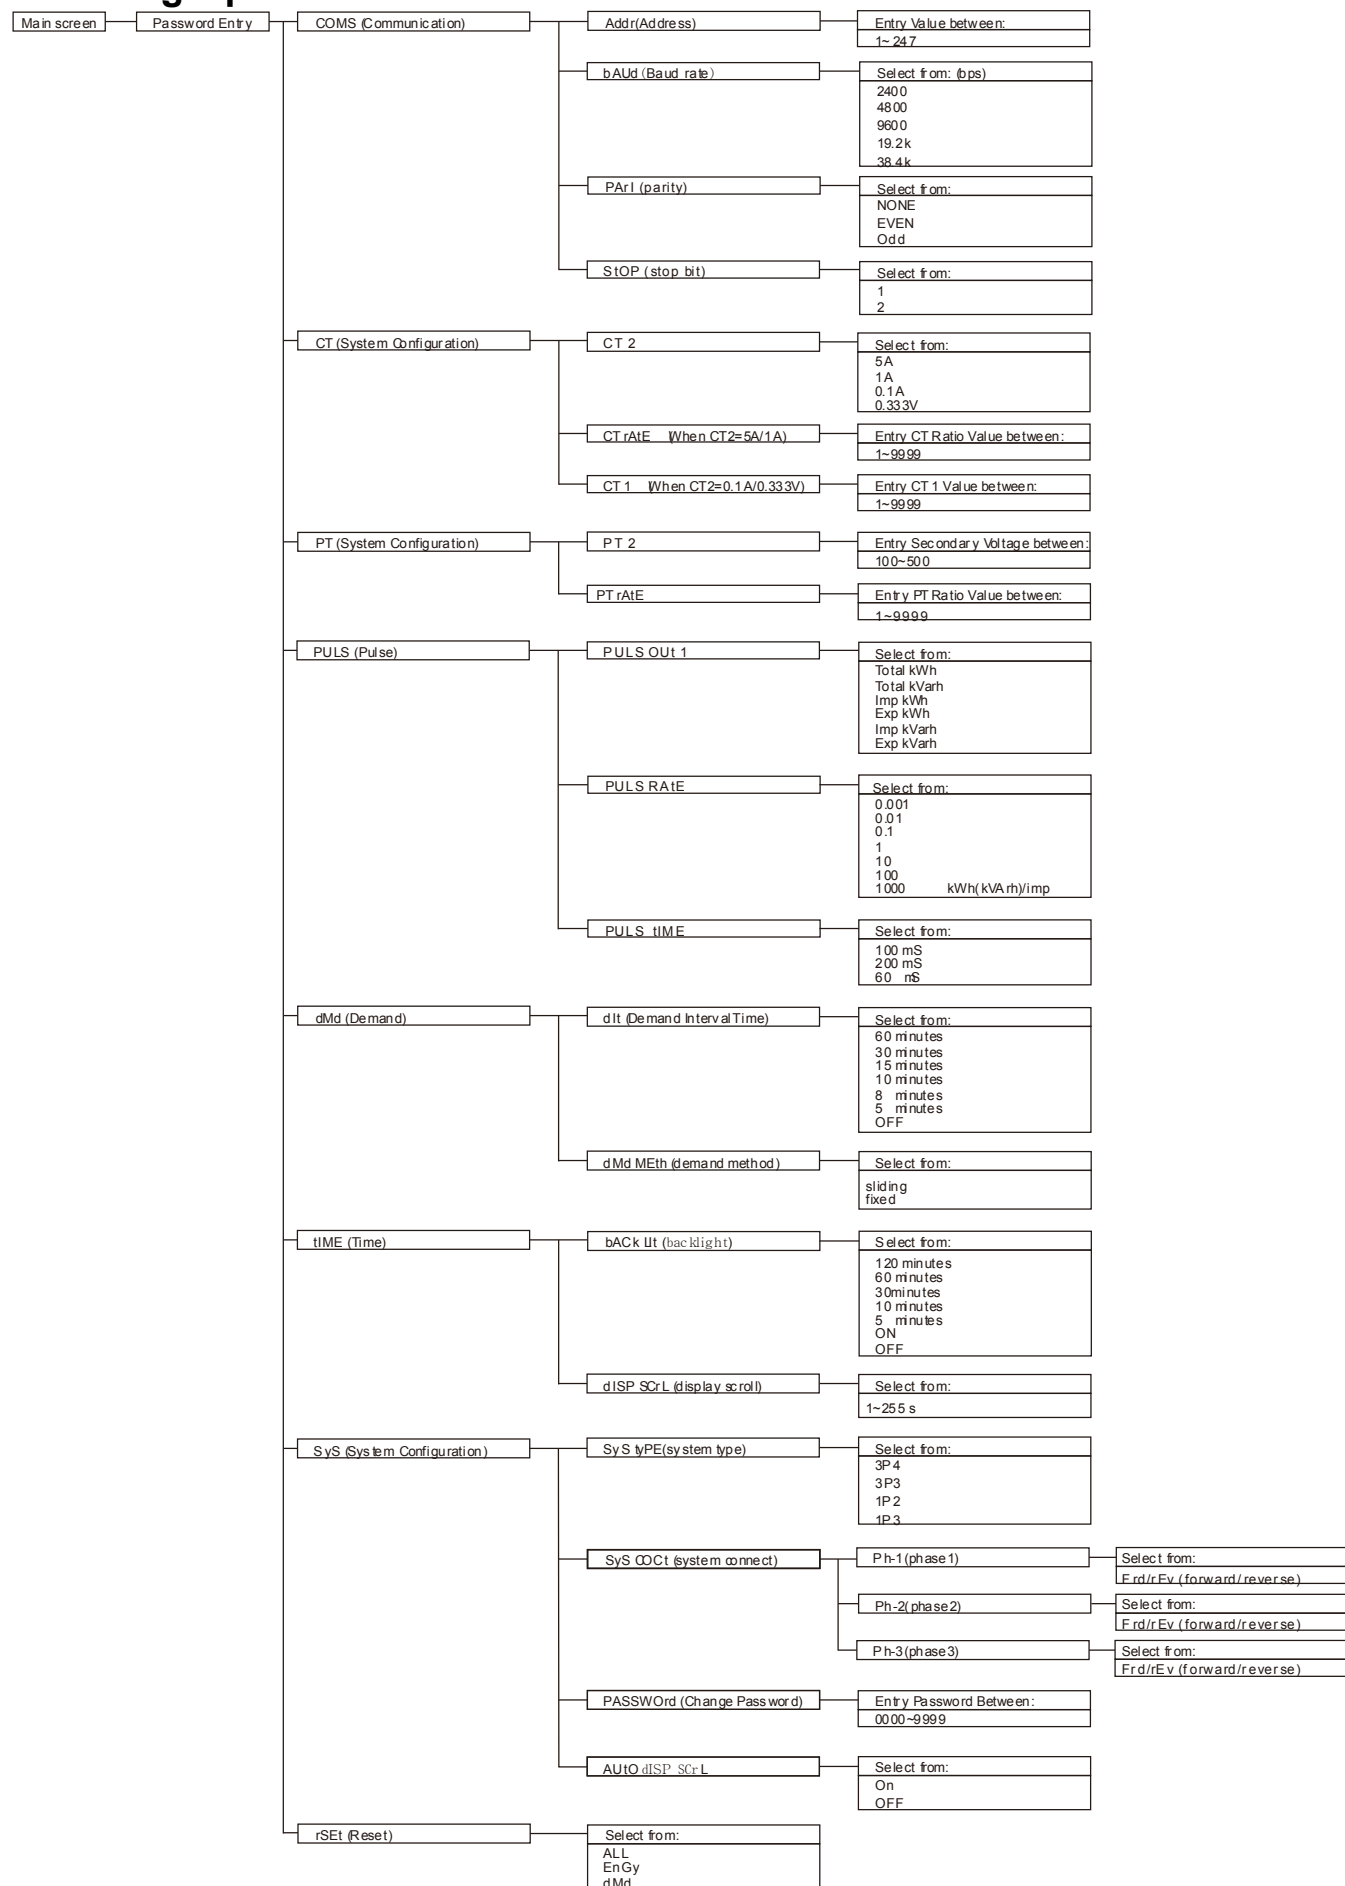 Main screen
Password Entry
COMS (Communication)
Addr(Address)
Entry Value between:
1~247
bAUd (Baud rate)
Select from: (bps)
2400
4800
9600
19.2k
38.4k
PArI (parity)
Select from:
NONE
EVEN
Odd
StOP (stop bit)
Select from:
1
2
CT (System Configuration)
CT 2
Select from:
5A
1A
0.1A
0.333V
CT rAtE (When CT2=5A/1A)
Entry CT Ratio Value between:
1~9999
CT 1 (When CT2=0.1A/0.333V)
Entry CT 1 Value between:
1~9999
PT (System Configuration)
PT 2
Entry Secondary Voltage between:
100~500
PT rAtE
Entry PT Ratio Value between:
1~9999
PULS (Pulse)
PULS OUt 1
Select from:
Total kWh
Total kVarh
Imp kWh
Exp kWh
Imp kVarh
Exp kVarh
PULS RAtE
Select from:
0.001
0.01
0.1
1
10
100
1000 kWh(kVArh)/imp
PULS tIME
Select from:
100 mS
200 mS
60 mS
dMd (Demand)
dIt (Demand Interval Time)
Select from:
60 minutes
30 minutes
15 minutes
10 minutes
8 minutes
5 minutes
OFF
dMd MEth (demand method)
Select from:
sliding
fixed
tIME (Time)
bACk LIt (backlight)
Select from:
120 minutes
60 minutes
30minutes
10 minutes
5 minutes
ON
OFF
dISP SCrL (display scroll)
Select from:
1~255 s
SyS (System Configuration)
SyS tyPE(system type)
Select from:
3P4
3P3
1P2
1P3
SyS COCt (system connect)
Ph-1(phase1)
Select from:
Frd/rEv (forward/reverse)
Ph-2(phase2)
Select from:
Frd/rEv (forward/reverse)
Ph-3(phase3)
Select from:
Frd/rEv (forward/reverse)
PASSWOrd (Change Password)
Entry Password Between:
0000~9999
AUtO dISP SCrL
Select from:
On
OFF
rSEt (Reset)
Select from:
ALL
EnGy
dMd